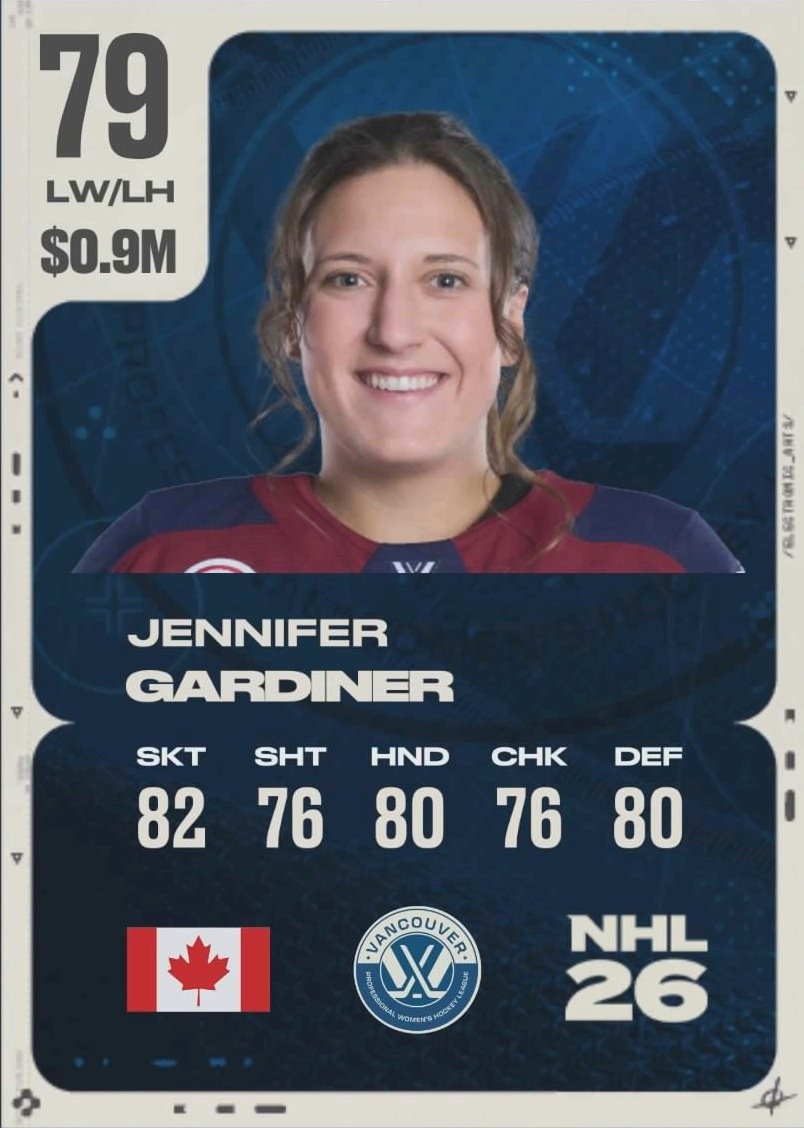 79
LW/LH
$0.9M
/ELECTRONIC_ARTS/
JENNIFER
GARDINER
SKT SHT HND CHK DEF
82 76 80 76 80
VANCOUVER
PROFESSIONAL WOMEN'S HOCKEY LEAGUE
NHL
26